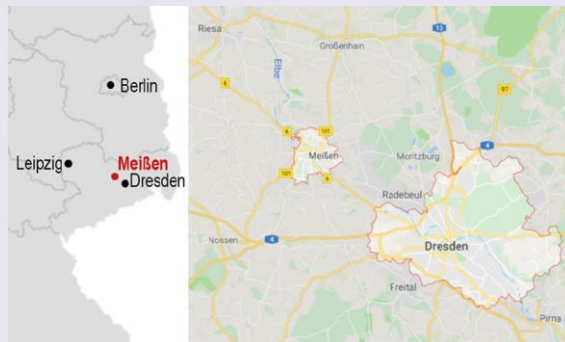 Berlin
Leipzig
Meißen
Dresden
Riesa
Großenhain
13
Elbe
6
97
6
101
Meißen
Moritzburg
4
101
6
Radebeul
Nossen
4
Dresden
Freital
Pirna